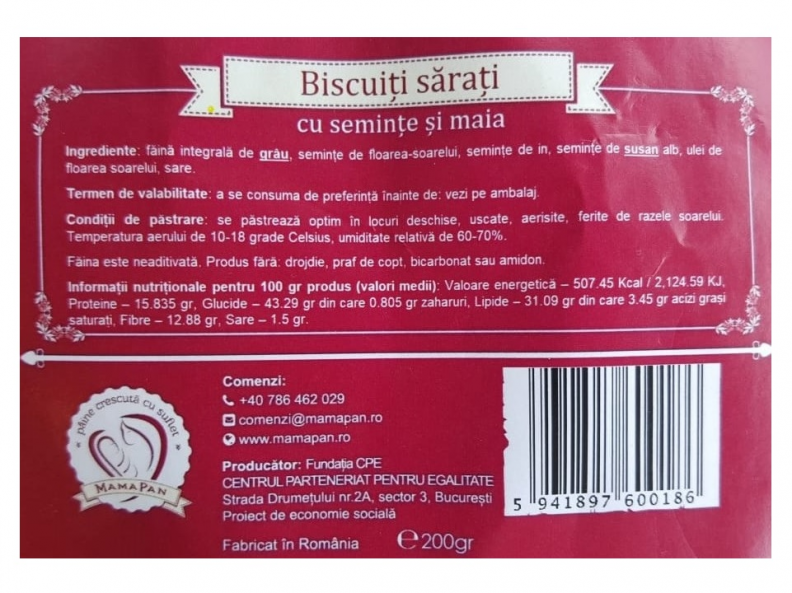 Biscuiți sărați
cu semințe și maia
Ingrediente: făină integrală de grâu, semințe de floarea-soarelui, semințe de in, semințe de susan alb, ulei de
floarea soarelui, sare.
Termen de valabilitate: a se consuma de preferință înainte de: vezi pe ambalaj.
Condiții de păstrare: se păstrează optim în locuri deschise, uscate, aerisite, ferite de razele soarelui.
Temperatura aerului de 10-18 grade Celsius, umiditate relativă de 60-70%.
Făina este neaditivată. Produs fără: drojdie, praf de copt, bicarbonat sau amidon.
Informații nutriționale pentru 100 gr produs (valori medii): Valoare energetică – 507.45 Kcal / 2,124.59 KJ,
Proteine – 15.835 gr, Glucide – 43.29 gr din care 0.805 gr zaharuri, Lipide – 31.09 gr din care 3.45 gr acizi grași
saturați, Fibre – 12.88 gr, Sare – 1.5 gr.
pâine crescută cu suflet
MAMAPAN
Comenzi:
+40 786 462 029
comenzi@mamapan.ro
www.mamapan.ro
Producător: Fundația CPE
CENTRUL PARTENERIAT PENTRU EGALITATE
Strada Drumețului nr.2A, sector 3, București
Proiect de economie socială
Fabricat în România
℮200gr
5 941897 600186